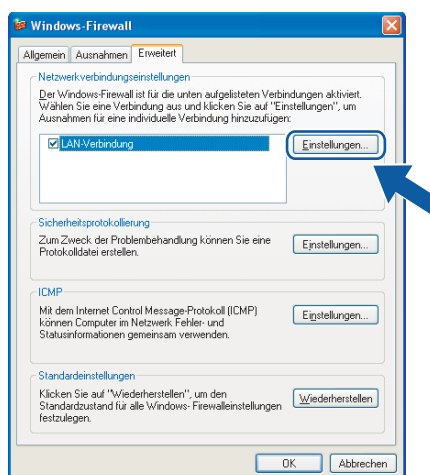 Windows-Firewall
Allgemein Ausnahmen Erweitert
Netzwerkverbindungseinstellungen
Der Windows-Firewall ist für die unten aufgelisteten Verbindungen aktiviert.
Wählen Sie eine Verbindung aus und klicken Sie auf "Einstellungen", um
Ausnahmen für eine individuelle Verbindung hinzuzufügen:
LAN-Verbindung
Einstellungen...
Sicherheitsprotokollierung
Zum Zweck der Problembehandlung können Sie eine
Protokolldatei erstellen.
Einstellungen...
ICMP
Mit dem Internet Control Message-Protokoll (ICMP)
können Computer im Netzwerk Fehler- und
Statusinformationen gemeinsam verwenden.
Einstellungen...
Standardeinstellungen
Klicken Sie auf "Wiederherstellen", um den
Standardzustand für alle Windows- Firewalleinstellungen
festzulegen.
Wiederherstellen
OK Abbrechen